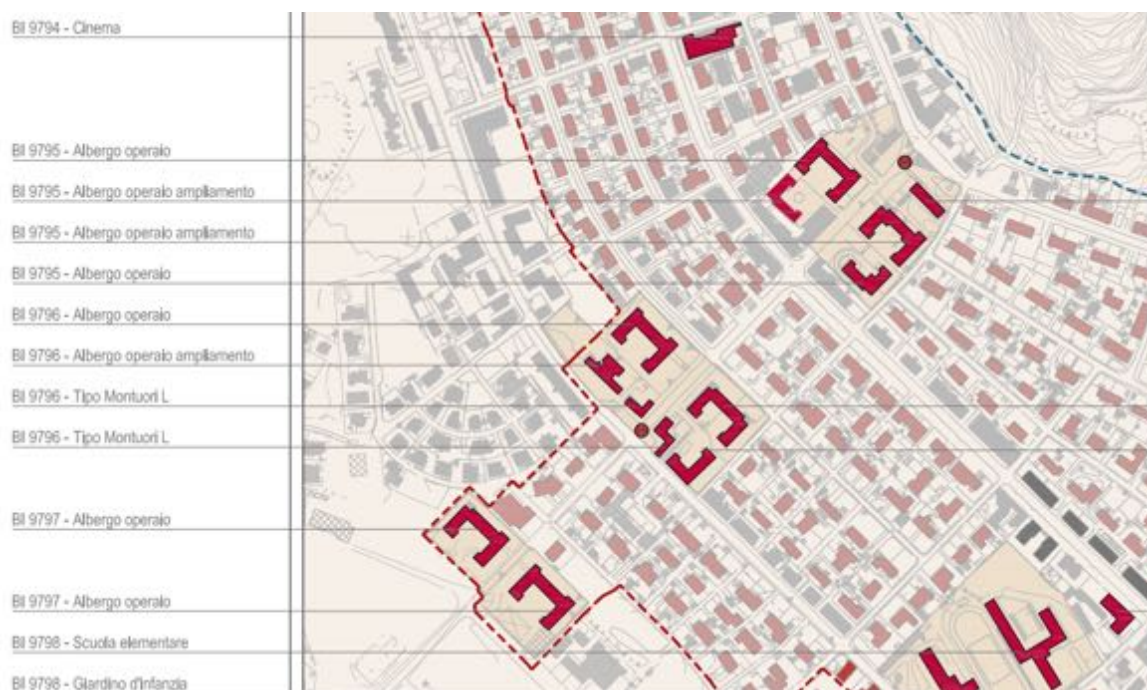 BI 9794 - Cinema
BI 9795 - Albergo operaio
BI 9795 - Albergo operaio ampliamento
BI 9795 - Albergo operaio ampliamento
BI 9795 - Albergo operaio
BI 9796 - Albergo operaio
BI 9796 - Albergo operaio ampliamento
BI 9796 - Tipo Montuori L
BI 9796 - Tipo Montuori L
BI 9797 - Albergo operaio
BI 9797 - Albergo operaio
BI 9798 - Scuola elementare
BI 9798 - Giardino d'infanzia